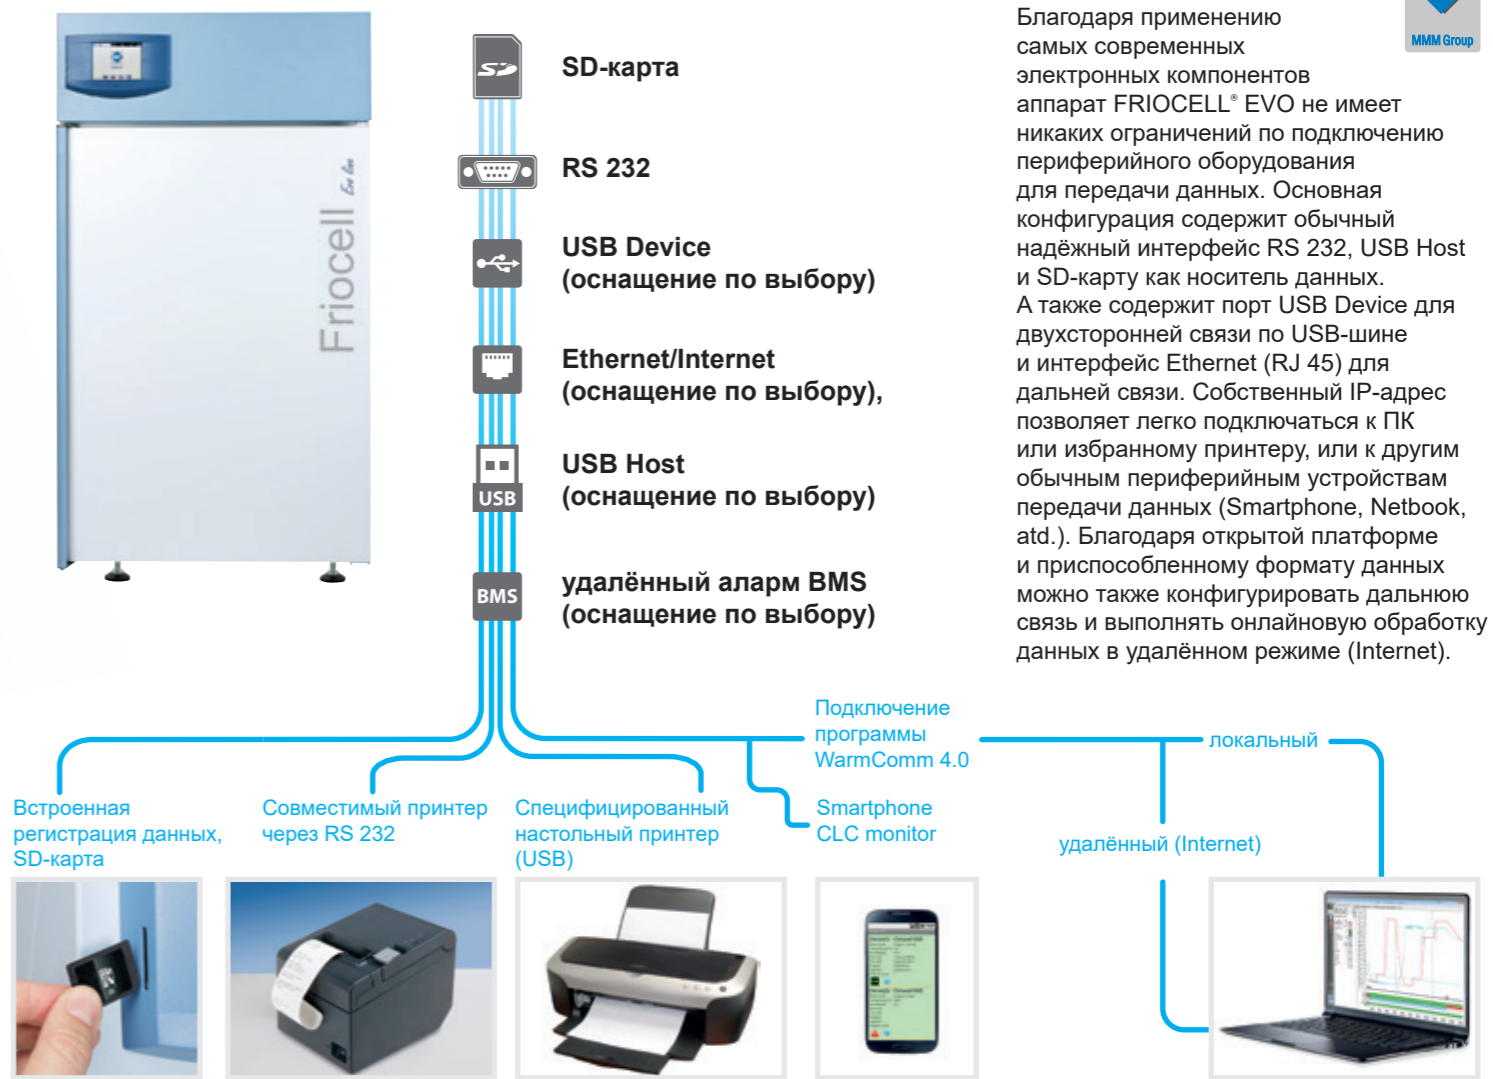 MMM Group
Благодаря применению
самых современных
электронных компонентов
аппарат FRIOCELL® EVO не имеет
никаких ограничений по подключению
периферийного оборудования
для передачи данных. Основная
конфигурация содержит обычный
надёжный интерфейс RS 232, USB Host
и SD-карту как носитель данных.
А также содержит порт USB Device для
двухсторонней связи по USB-шине
и интерфейс Ethernet (RJ 45) для
дальней связи. Собственный IP-адрес
позволяет легко подключаться к ПК
или избранному принтеру, или к другим
обычным периферийным устройствам
передачи данных (Smartphone, Netbook,
atd.). Благодаря открытой платформе
и приспособленному формату данных
можно также конфигурировать дальнюю
связь и выполнять онлайновую обработку
данных в удалённом режиме (Internet).
Friocell Evo line
SD-карта
RS 232
USB Device
(оснащение по выбору)
Ethernet/Internet
(оснащение по выбору),
USB
USB Host
(оснащение по выбору)
BMS
удалённый аларм BMS
(оснащение по выбору)
Подключение
программы
WarmComm 4.0
локальный
Встроенная
регистрация данных,
SD-карта
Совместимый принтер
через RS 232
Специфицированный
настольный принтер
(USB)
Smartphone
CLC monitor
удалённый (Internet)